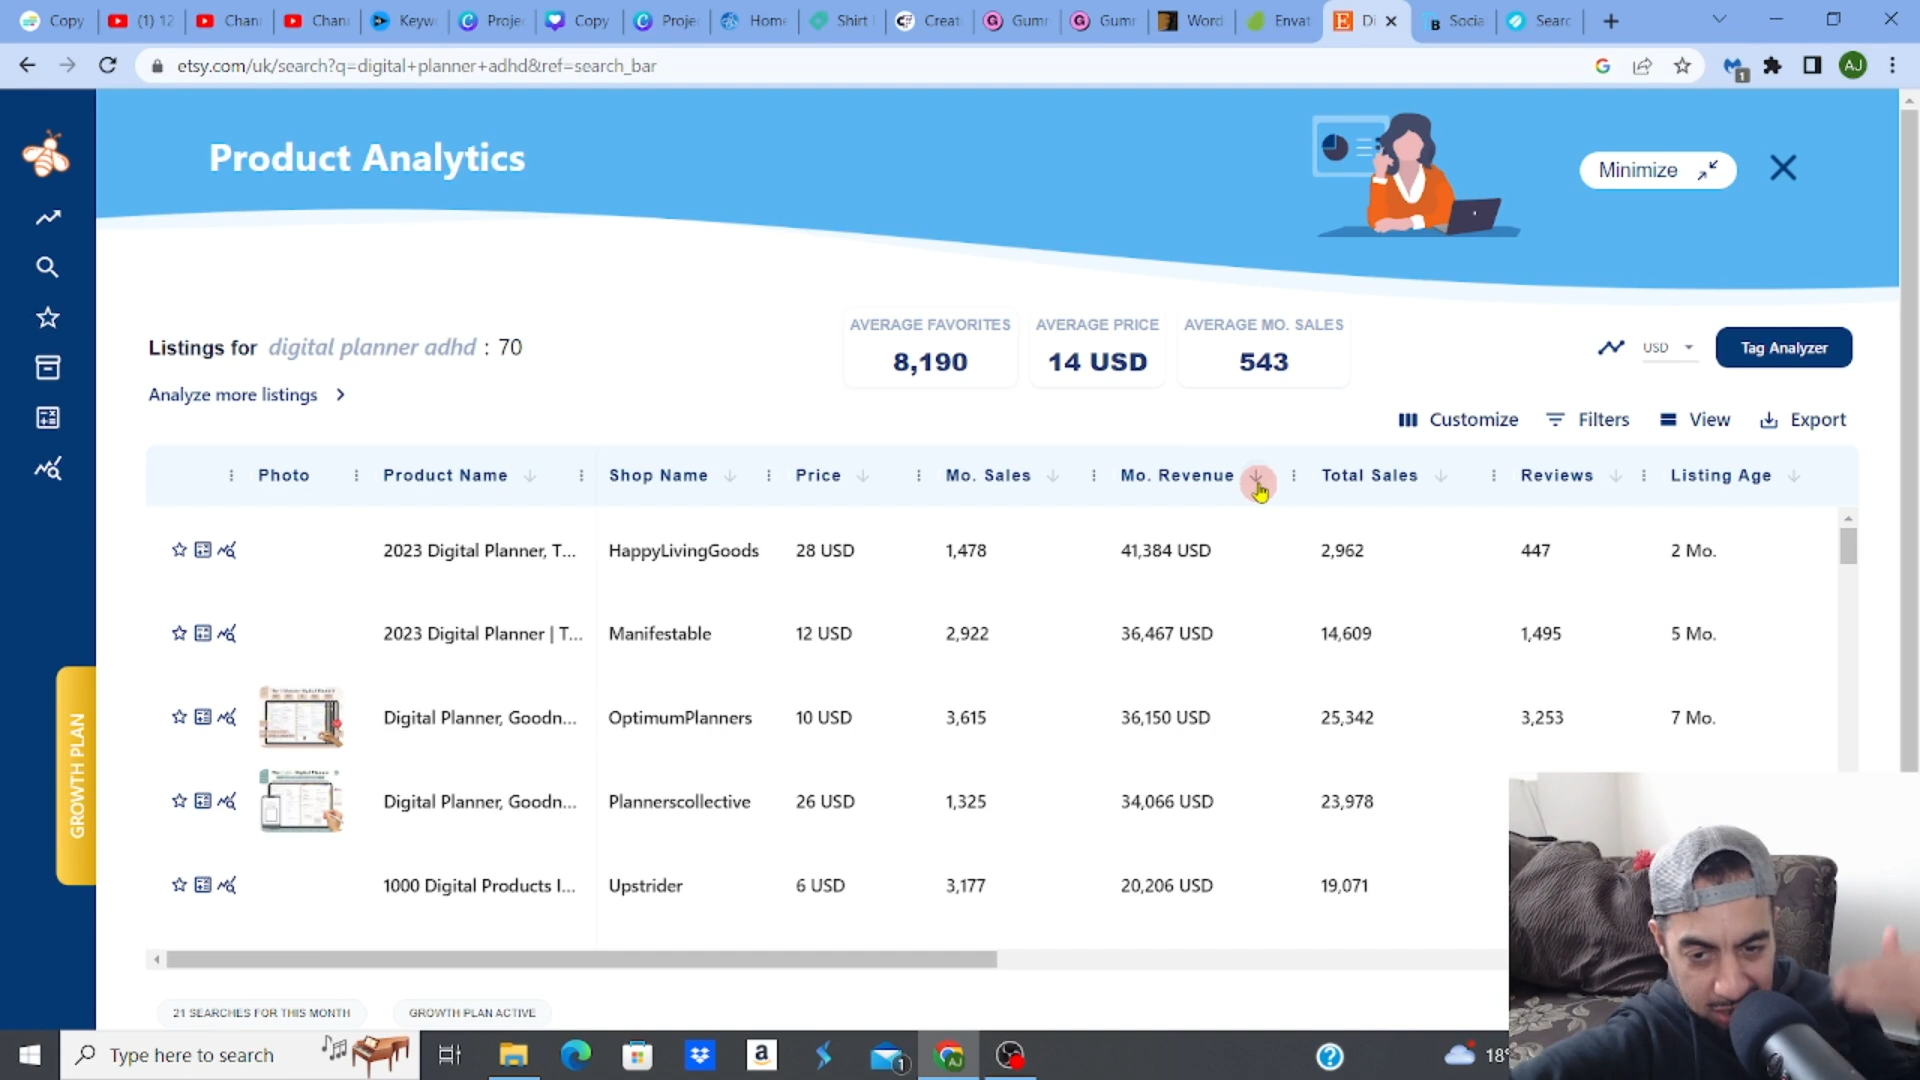 Copy
(1) 12
Chan
Chan
Keyw
Projec
Copy
Proje
Home
Shirt
Creat
Gumr
Gumr
Word
Envat
Di
Socia
Searc
etsy.com/uk/search?q=digital+planner+adhd&ref=search_bar
AJ
1
Product Analytics
Minimize
Listings for digital planner adhd : 70
Analyze more listings
AVERAGE FAVORITES
8,190
AVERAGE PRICE
14 USD
AVERAGE MO. SALES
543
USD
Tag Analyzer
Customize
Filters
View
Export
Photo Product Name Shop Name Price Mo. Sales Mo. Revenue Total Sales Reviews Listing Age
2023 Digital Planner, T... HappyLivingGoods 28 USD 1,478 41,384 USD 2,962 447 2 Mo.
2023 Digital Planner | T... Manifestable 12 USD 2,922 36,467 USD 14,609 1,495 5 Mo.
Digital Planner, Goodn... OptimumPlanners 10 USD 3,615 36,150 USD 25,342 3,253 7 Mo.
Digital Planner, Goodn... Plannerscollective 26 USD 1,325 34,066 USD 23,978
1000 Digital Products I... Upstrider 6 USD 3,177 20,206 USD 19,071
GROWTH PLAN
21 SEARCHES FOR THIS MONTH
GROWTH PLAN ACTIVE
Type here to search
a
1
AJ
?
18°